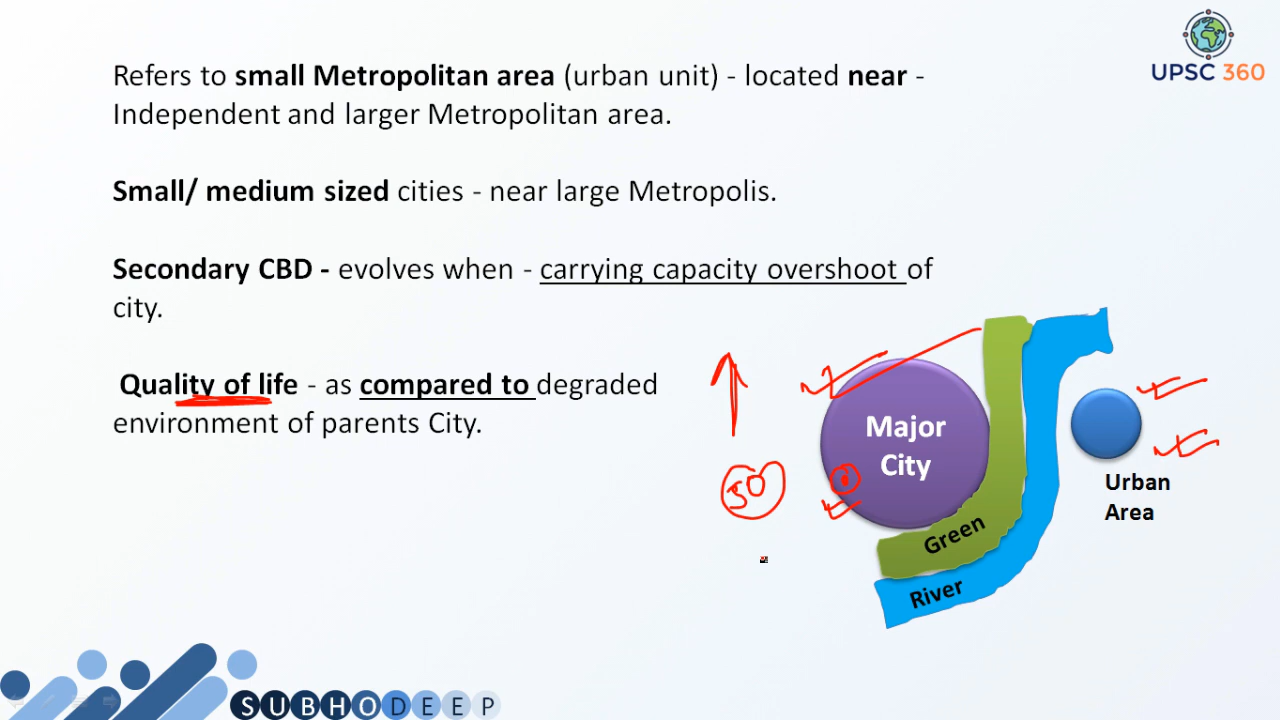 UPSC 360
Refers to small Metropolitan area (urban unit) - located near -
Independent and larger Metropolitan area.
Small/ medium sized cities - near large Metropolis.
Secondary CBD - evolves when - carrying capacity overshoot of
city.
Quality of life - as compared to degraded
environment of parents City.
Major
City
50
Green
River
Urban
Area
SUBHODEEP